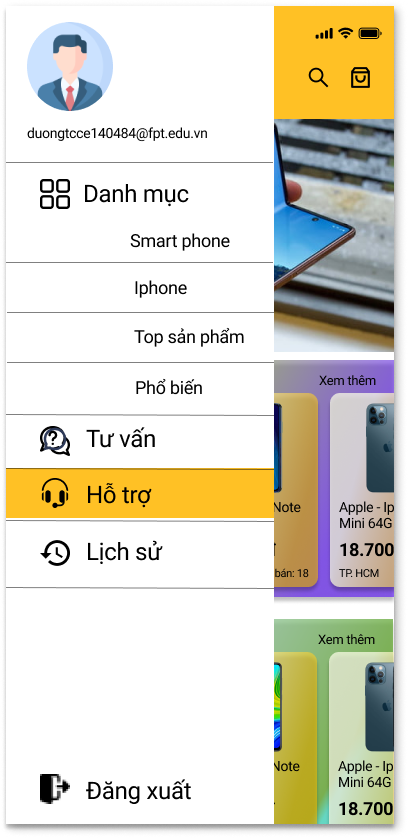 duongtcce140484@fpt.edu.vn
Danh mục
Smart phone
Iphone
Top sản phẩm
Phổ biến
Tư vấn
Hỗ trợ
Lịch sử
Đăng xuất
Xem thêm
Note
bán: 18
Apple - Ip
Mini 64G
18.700
TP. HCM
Xem thêm
Note
Apple - Ip
Mini 64G
18.700